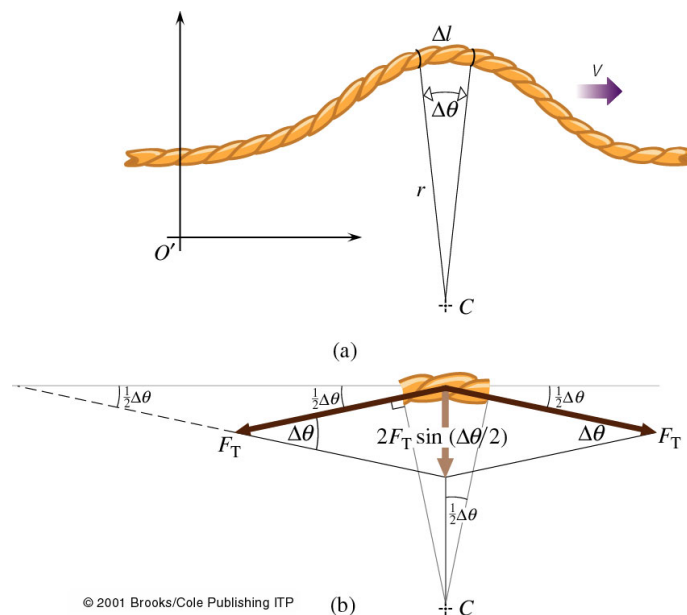 Δl
V
Δθ
r
O′
C
(a)
½Δθ
½Δθ
½Δθ
F_T
Δθ
2F_T sin (Δθ/2)
Δθ
F_T
½Δθ
© 2001 Brooks/Cole Publishing ITP
(b)
C